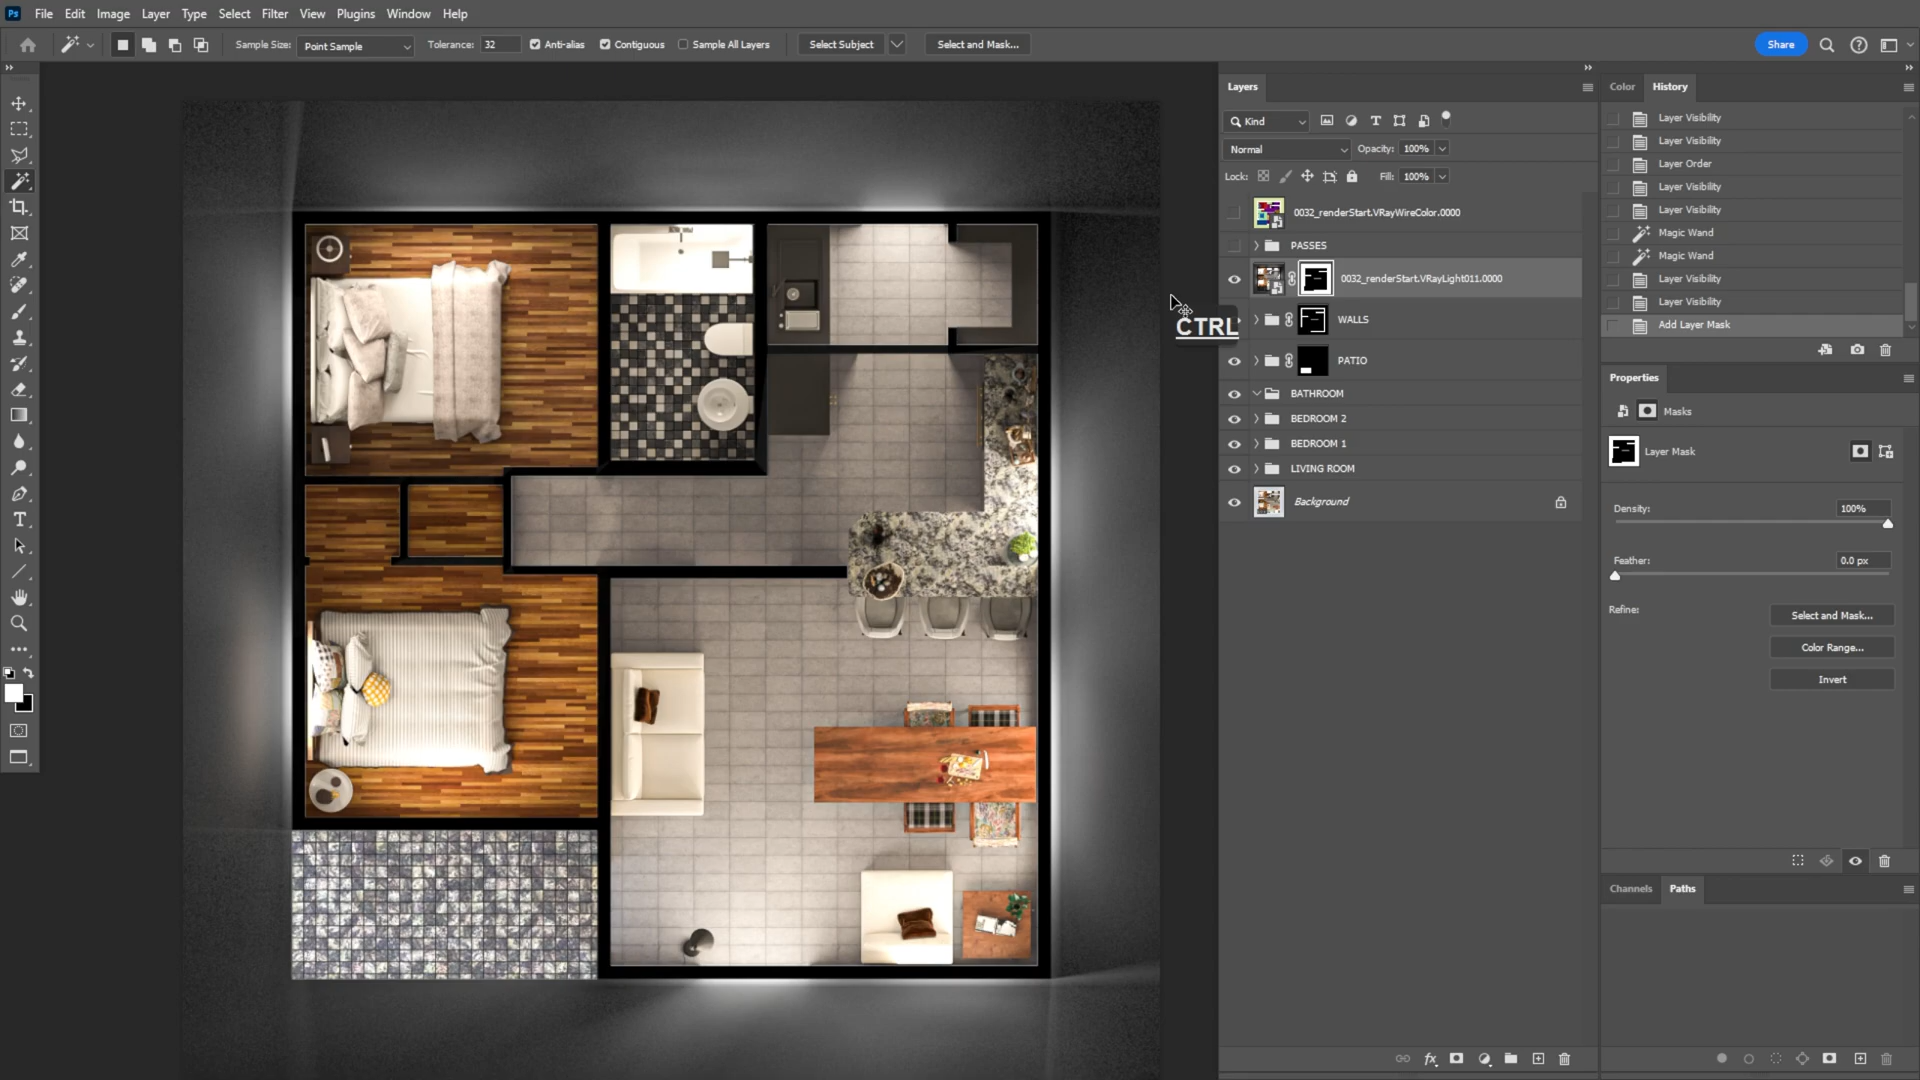 Ps File Edit Image Layer Type Select Filter View Plugins Window Help
Sample Size: Point Sample Tolerance: 32 Anti-alias Contiguous Sample All Layers Select Subject Select and Mask... Share
Layers
Kind
Normal Opacity: 100%
Lock: Fill: 100%
0032_renderStart.VRayWireColor.0000
PASSES
0032_renderStart.VRayLight011.0000
WALLS
PATIO
BATHROOM
BEDROOM 2
BEDROOM 1
LIVING ROOM
Background
CTRL
Color History
Layer Visibility
Layer Visibility
Layer Order
Layer Visibility
Layer Visibility
Magic Wand
Magic Wand
Layer Visibility
Layer Visibility
Add Layer Mask
Properties
Masks
Layer Mask
Density: 100%
Feather: 0.0 px
Refine: Select and Mask...
Color Range...
Invert
Channels Paths
fx